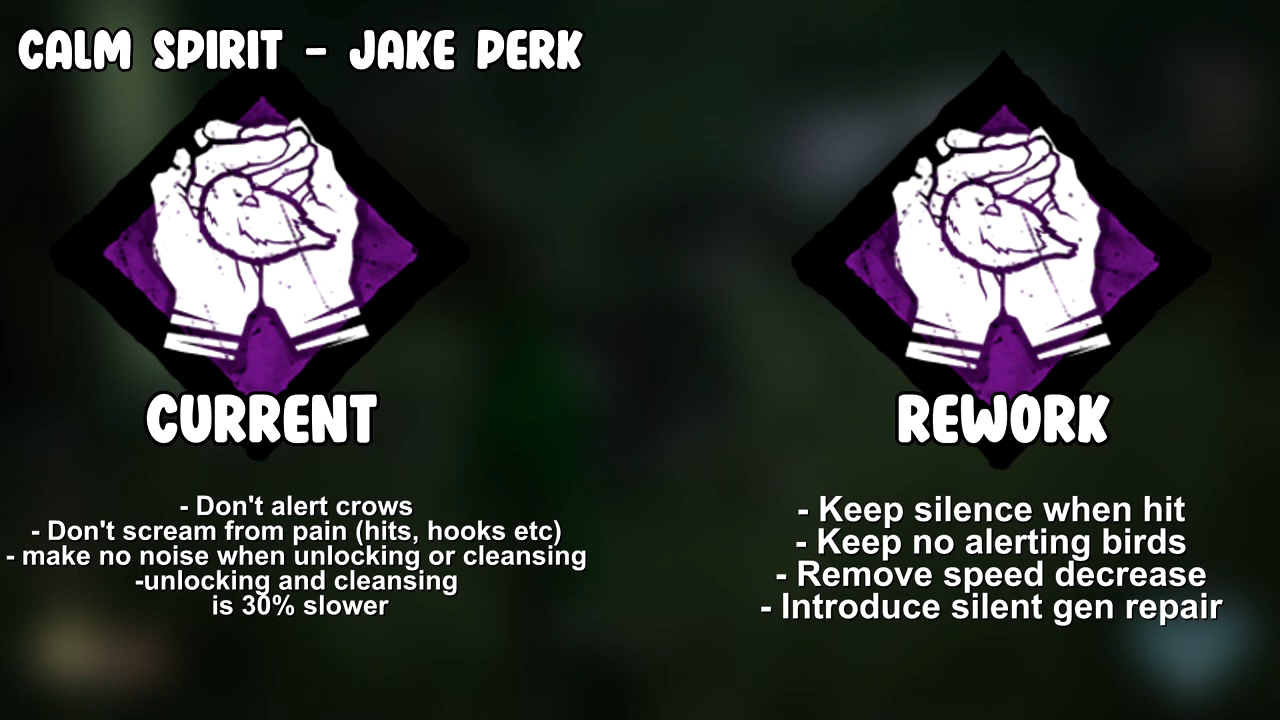 CALM SPIRIT - JAKE PERK
CURRENT
- Don't alert crows
- Don't scream from pain (hits, hooks etc)
- make no noise when unlocking or cleansing
-unlocking and cleansing
is 30% slower
REWORK
- Keep silence when hit
- Keep no alerting birds
- Remove speed decrease
- Introduce silent gen repair